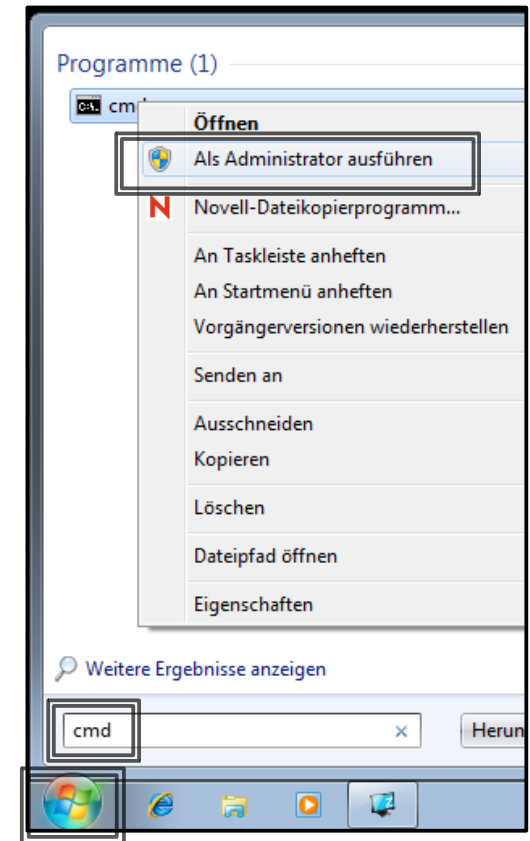 Programme (1)
Öffnen
Als Administrator ausführen
Novell-Dateikopierprogramm...
An Taskleiste anheften
An Startmenü anheften
Vorgängerversionen wiederherstellen
Senden an
Ausschneiden
Kopieren
Löschen
Dateipfad öffnen
Eigenschaften
Weitere Ergebnisse anzeigen
cmd
Herun